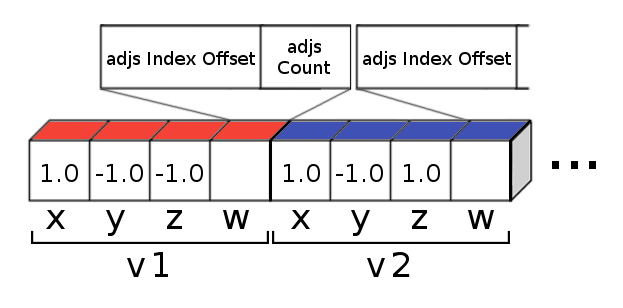 adjs Index Offset adjs Count adjs Index Offset
1.0 -1.0 -1.0 1.0 -1.0 1.0 ...
x y z w x y z w
v1 v2